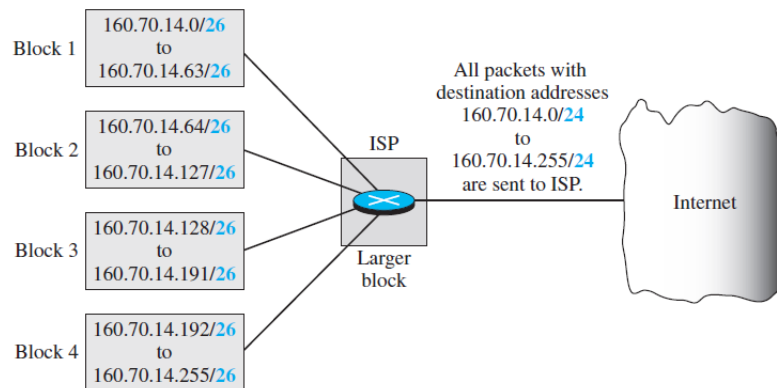 Block 1
160.70.14.0/26
to
160.70.14.63/26
Block 2
160.70.14.64/26
to
160.70.14.127/26
Block 3
160.70.14.128/26
to
160.70.14.191/26
Block 4
160.70.14.192/26
to
160.70.14.255/26
ISP
Larger
block
All packets with
destination addresses
160.70.14.0/24
to
160.70.14.255/24
are sent to ISP.
Internet